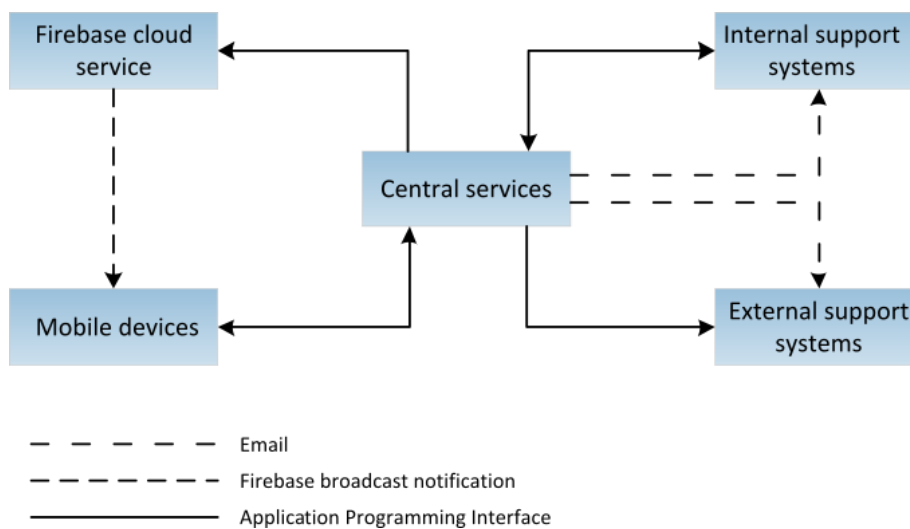 Firebase cloud
service
Internal support
systems
Central services
Mobile devices
External support
systems
Email
Firebase broadcast notification
Application Programming Interface